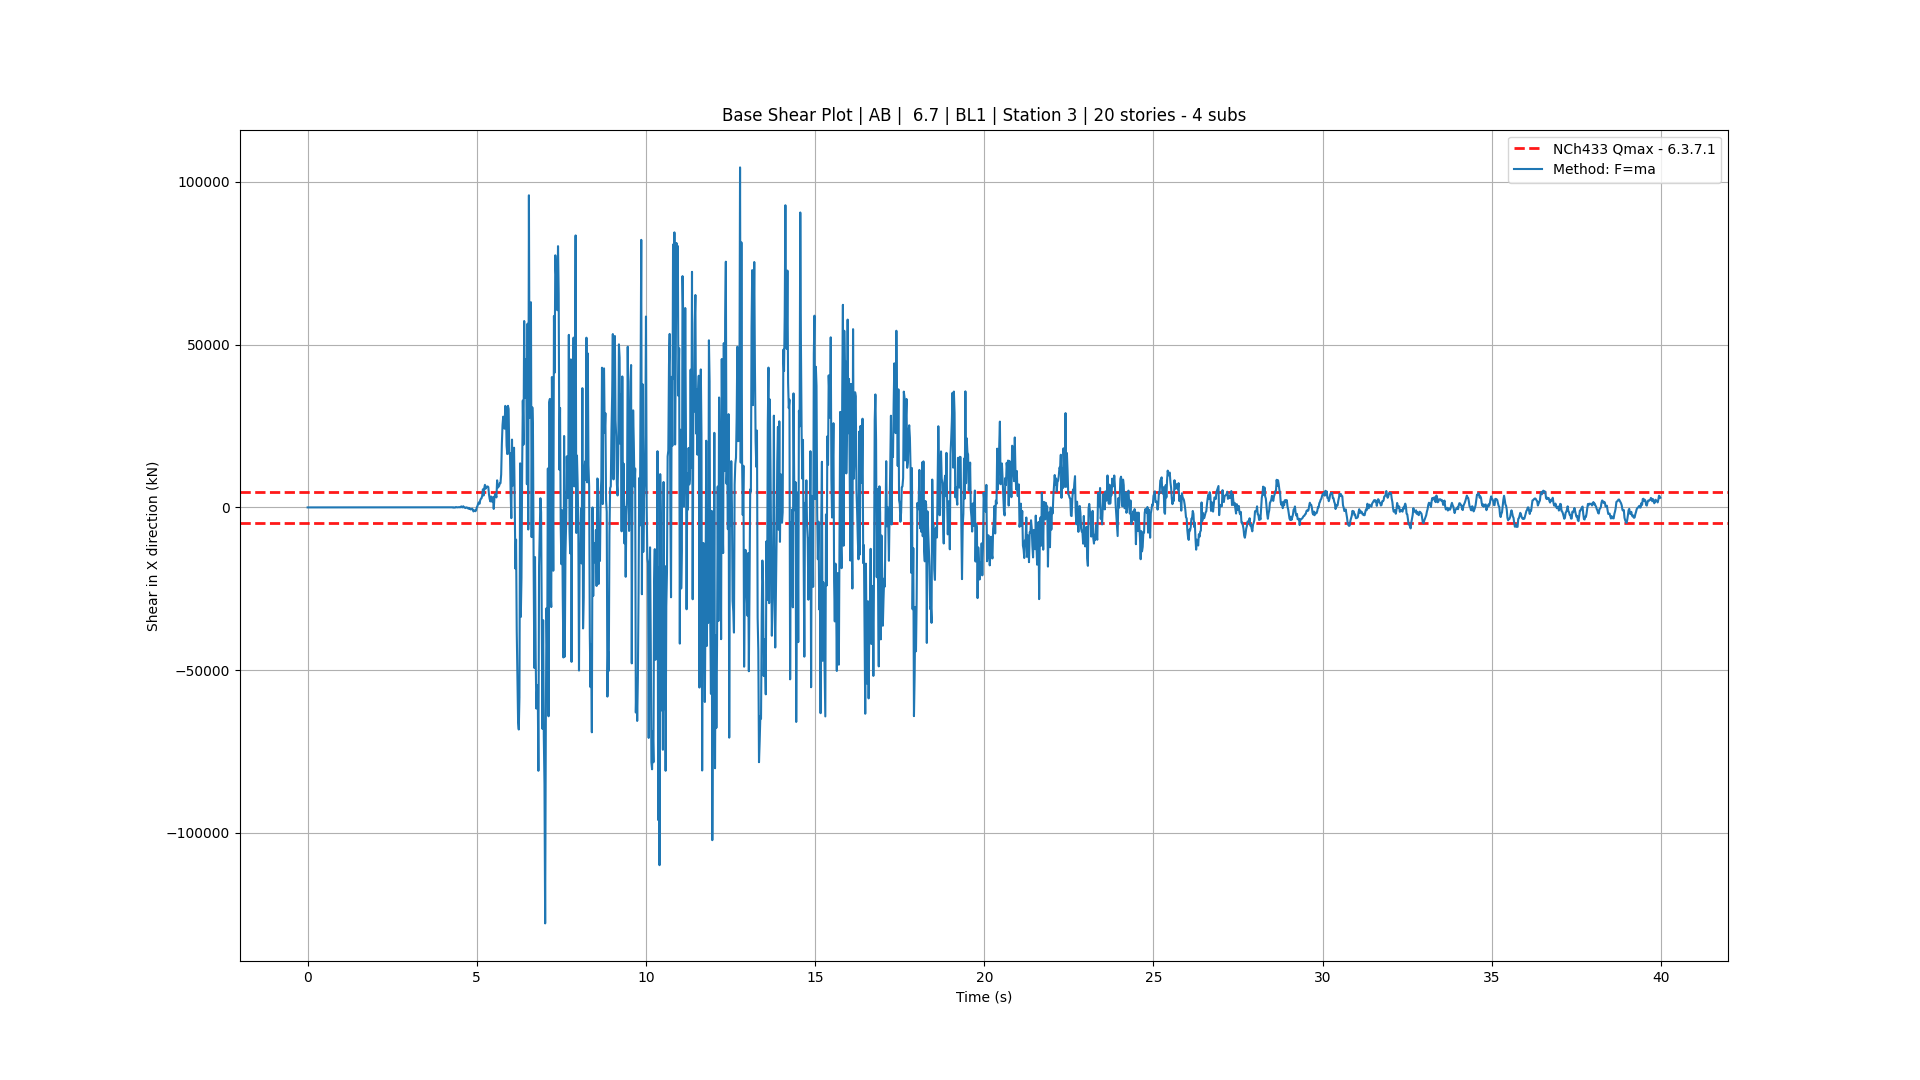 Base Shear Plot | AB |  6.7 | BL1 | Station 3 | 20 stories - 4 subs
NCh433 Qmax - 6.3.7.1
Method: F=ma
Shear in X direction (kN)
100000
50000
0
−50000
−100000
0 5 10 15 20 25 30 35 40
Time (s)